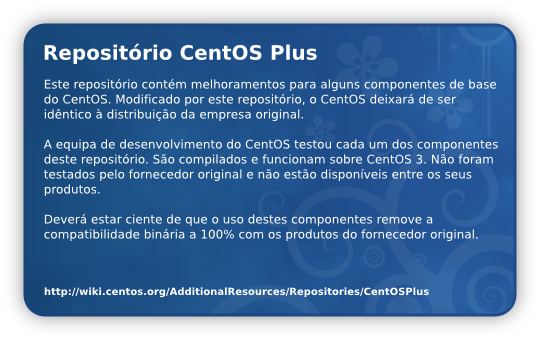 Repositório CentOS Plus
Este repositório contém melhoramentos para alguns componentes de base
do CentOS. Modificado por este repositório, o CentOS deixará de ser
idêntico à distribuição da empresa original.
A equipa de desenvolvimento do CentOS testou cada um dos componentes
deste repositório. São compilados e funcionam sobre CentOS 3. Não foram
testados pelo fornecedor original e não estão disponíveis entre os seus
produtos.
Deverá estar ciente de que o uso destes componentes remove a
compatibilidade binária a 100% com os produtos do fornecedor original.
http://wiki.centos.org/AdditionalResources/Repositories/CentOSPlus